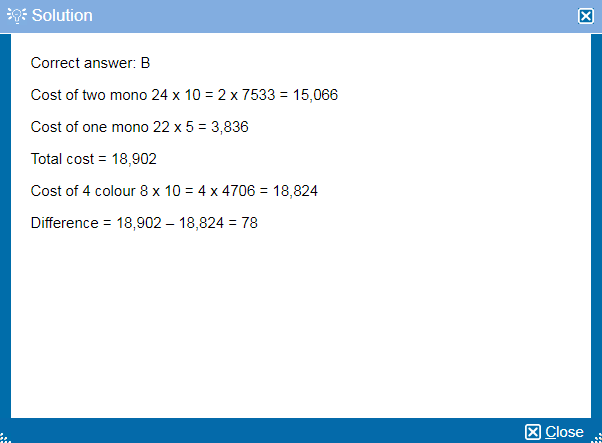 Solution
Correct answer: B
Cost of two mono 24 x 10 = 2 x 7533 = 15,066
Cost of one mono 22 x 5 = 3,836
Total cost = 18,902
Cost of 4 colour 8 x 10 = 4 x 4706 = 18,824
Difference = 18,902 – 18,824 = 78
Close